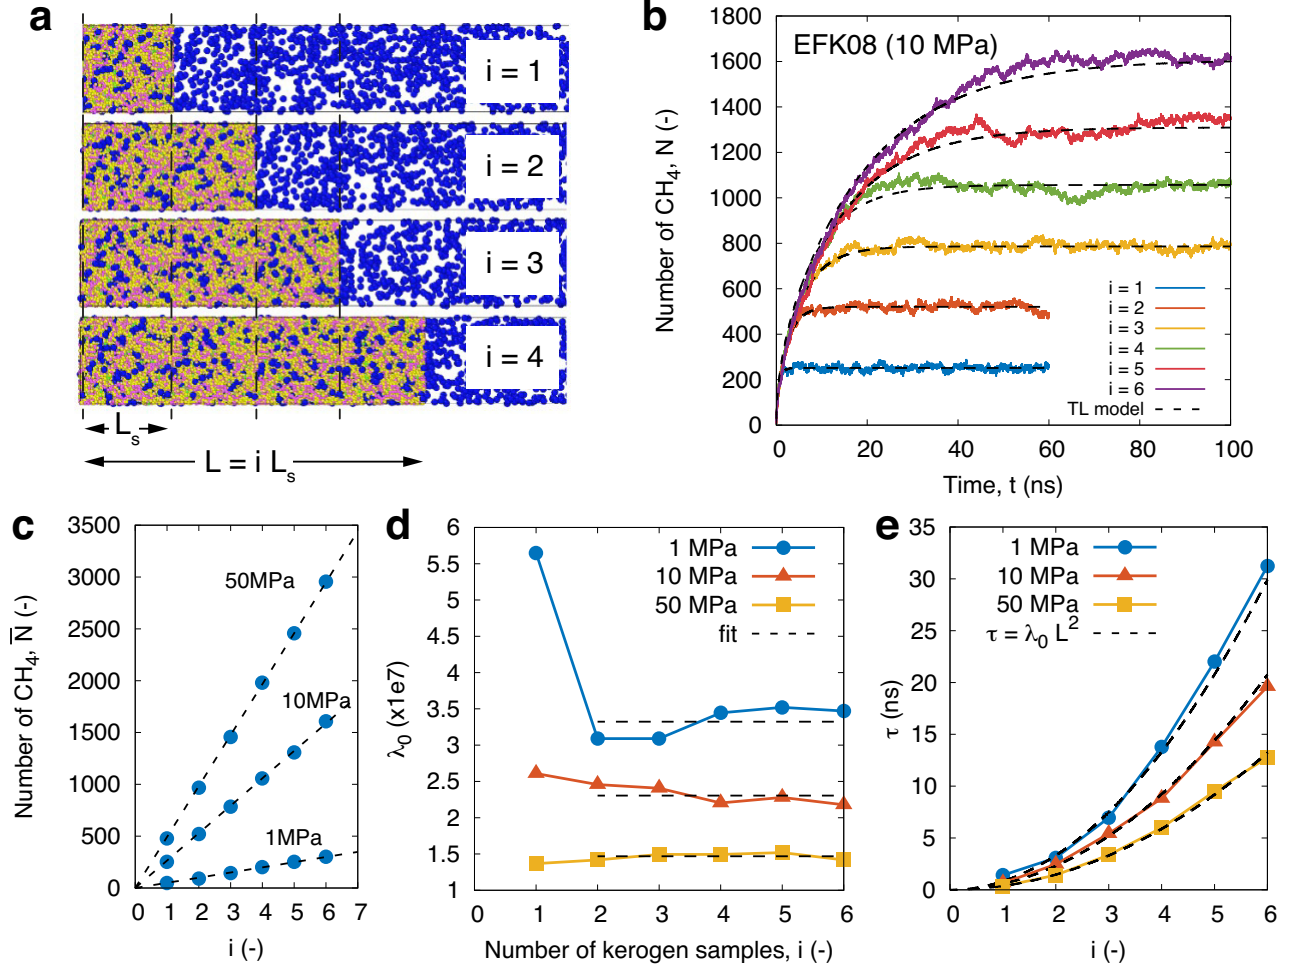 a
i = 1
i = 2
i = 3
i = 4
L_s
L = i L_s
b
EFK08 (10 MPa)
Number of CH₄, N (-)
1800
1600
1400
1200
1000
800
600
400
200
0
i = 1
i = 2
i = 3
i = 4
i = 5
i = 6
TL model
0 20 40 60 80 100
Time, t (ns)
c
Number of CH₄, N̅ (-)
3500
3000
2500
2000
1500
1000
500
0
50MPa
10MPa
1MPa
0 1 2 3 4 5 6 7
i (-)
d
λ₀ (x1e7)
6
5.5
5
4.5
4
3.5
3
2.5
2
1.5
1
1 MPa
10 MPa
50 MPa
fit
0 1 2 3 4 5 6
Number of kerogen samples, i (-)
e
τ (ns)
35
30
25
20
15
10
5
0
1 MPa
10 MPa
50 MPa
τ = λ₀ L²
0 1 2 3 4 5 6
i (-)